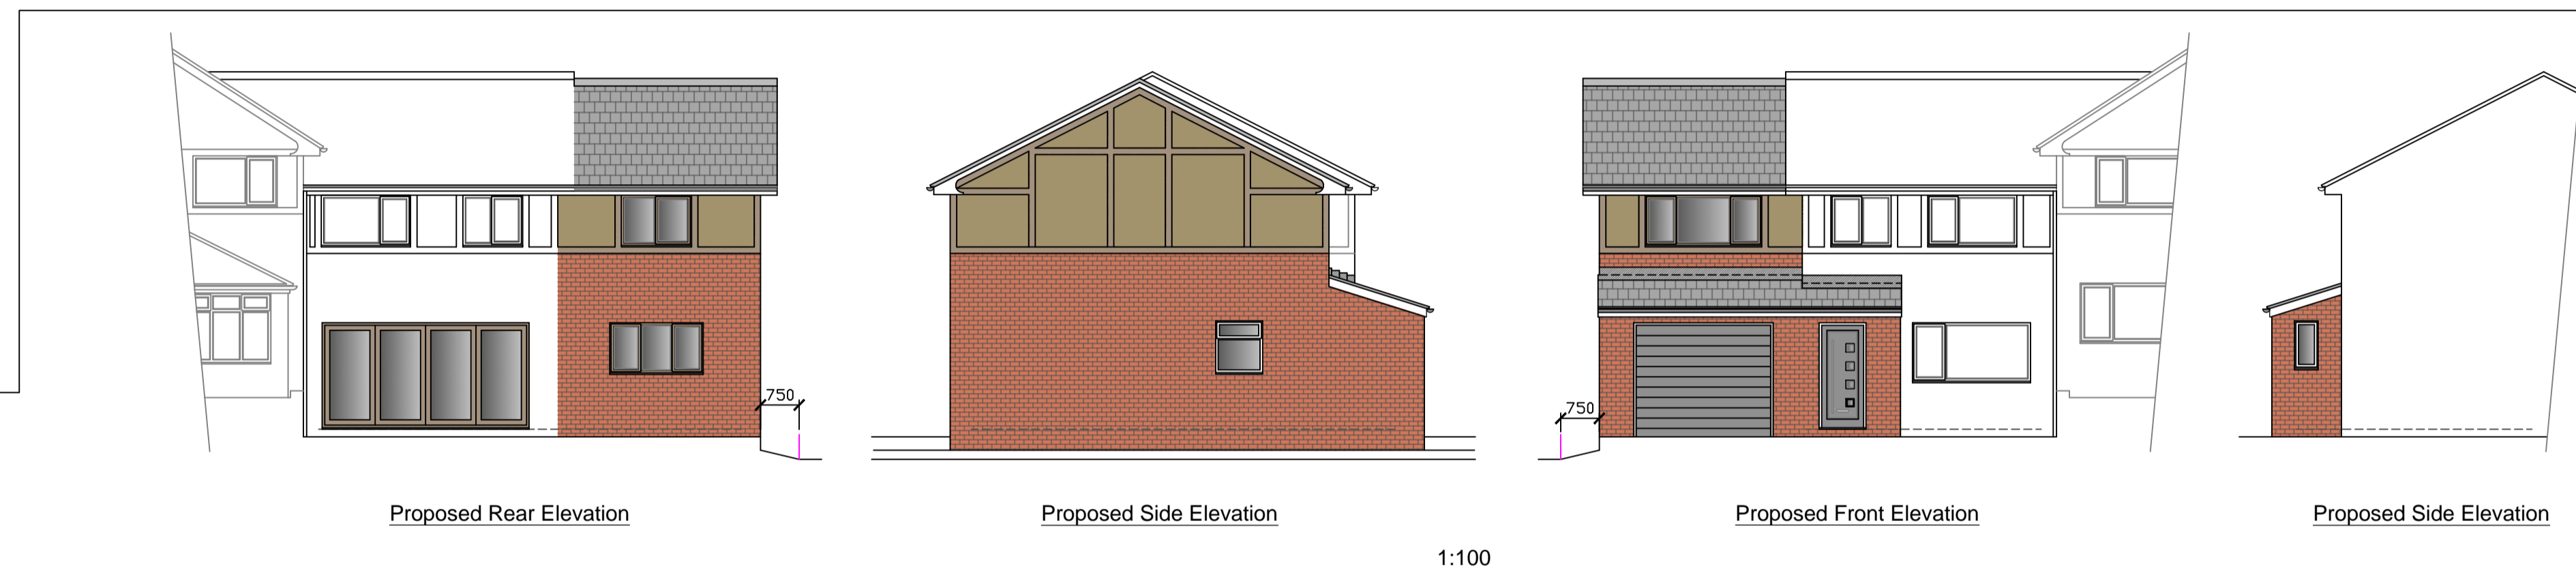 750
750
Proposed Rear Elevation
Proposed Side Elevation
Proposed Front Elevation
Proposed Side Elevation
1:100